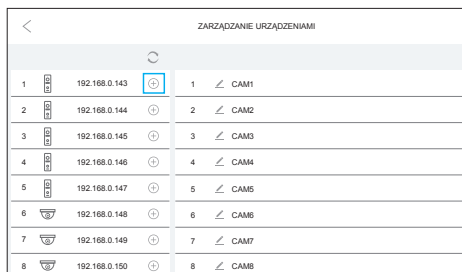 ZARZĄDZANIE URZĄDZENIAMI
1 192.168.0.143 1 CAM1
2 192.168.0.144 2 CAM2
3 192.168.0.145 3 CAM3
4 192.168.0.146 4 CAM4
5 192.168.0.147 5 CAM5
6 192.168.0.148 6 CAM6
7 192.168.0.149 7 CAM7
8 192.168.0.150 8 CAM8